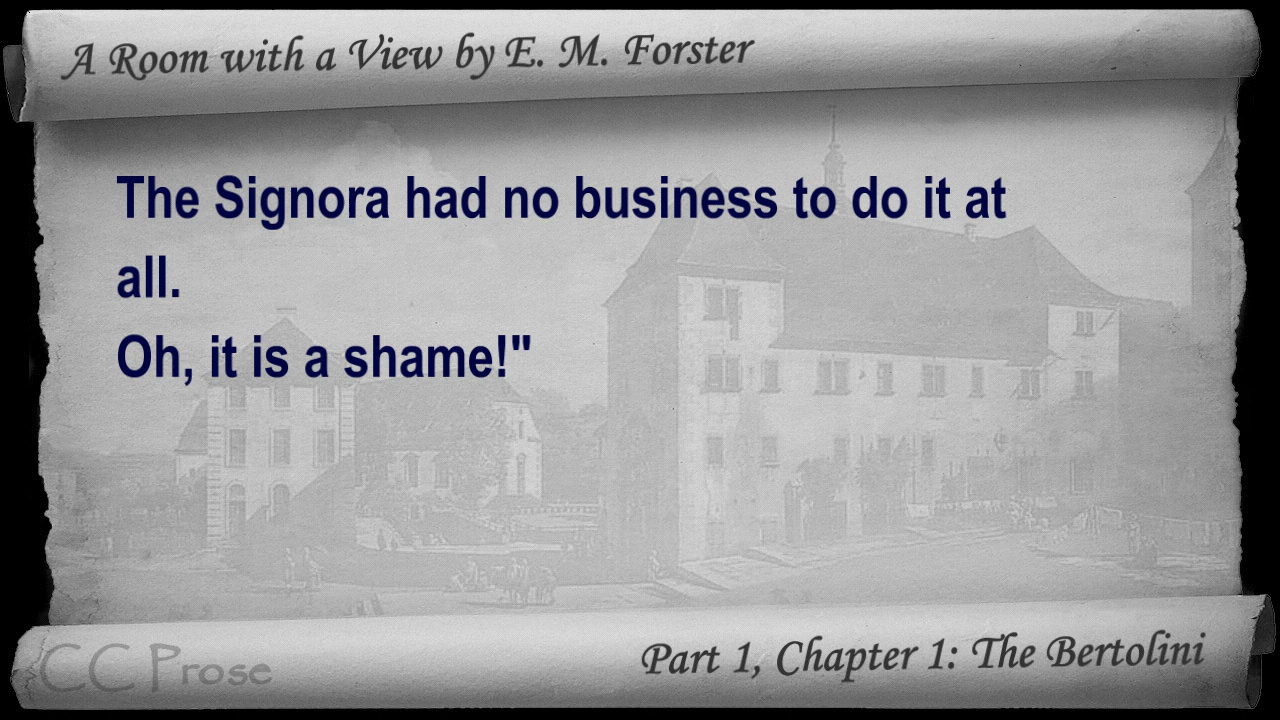 A Room with a View by E. M. Forster
The Signora had no business to do it at
all.
Oh, it is a shame!"
CC Prose
Part 1, Chapter 1: The Bertolini